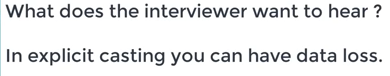 What does the interviewer want to hear ?
In explicit casting you can have data loss.